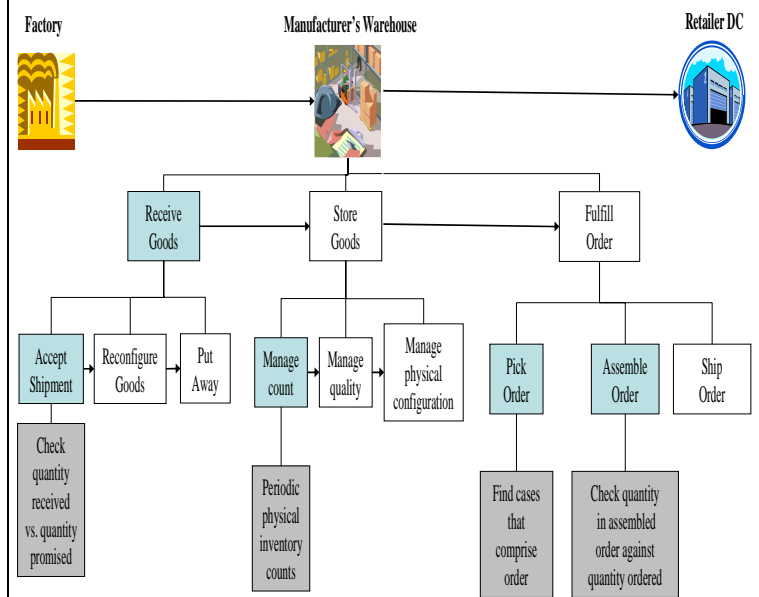 Factory
Manufacturer's Warehouse
Retailer DC
Receive
Goods
Store
Goods
Fulfill
Order
Accept
Shipment
Reconfigure
Goods
Put
Away
Manage
count
Manage
quality
Manage
physical
configuration
Pick
Order
Assemble
Order
Ship
Order
Check
quantity
received
vs. quantity
promised
Periodic
physical
inventory
counts
Find cases
that
comprise
order
Check quantity
in assembled
order against
quantity ordered